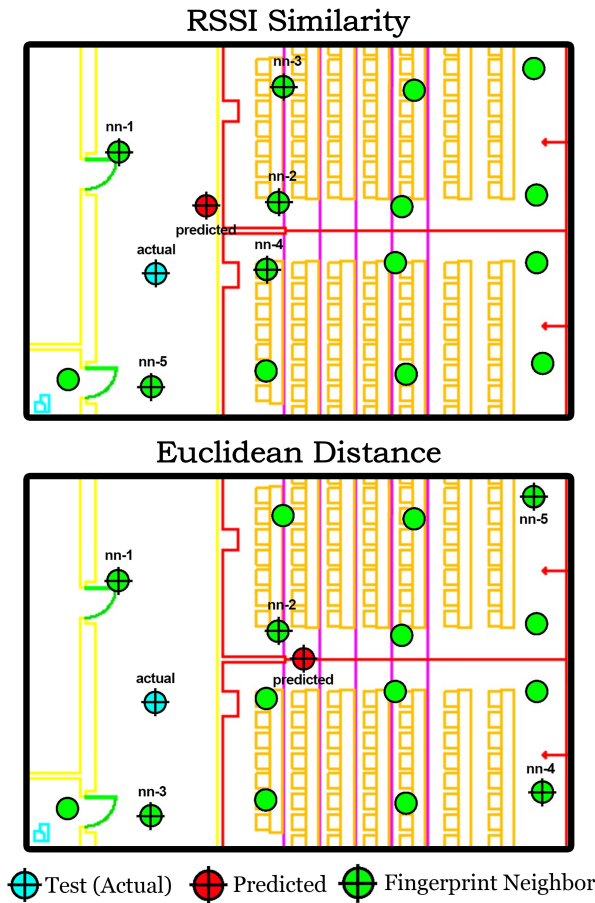 RSSI Similarity
nn-3
nn-1
nn-2
predicted
nn-4
actual
nn-5
Euclidean Distance
nn-5
nn-1
nn-2
predicted
actual
nn-4
nn-3
Test (Actual) Predicted Fingerprint Neighbor